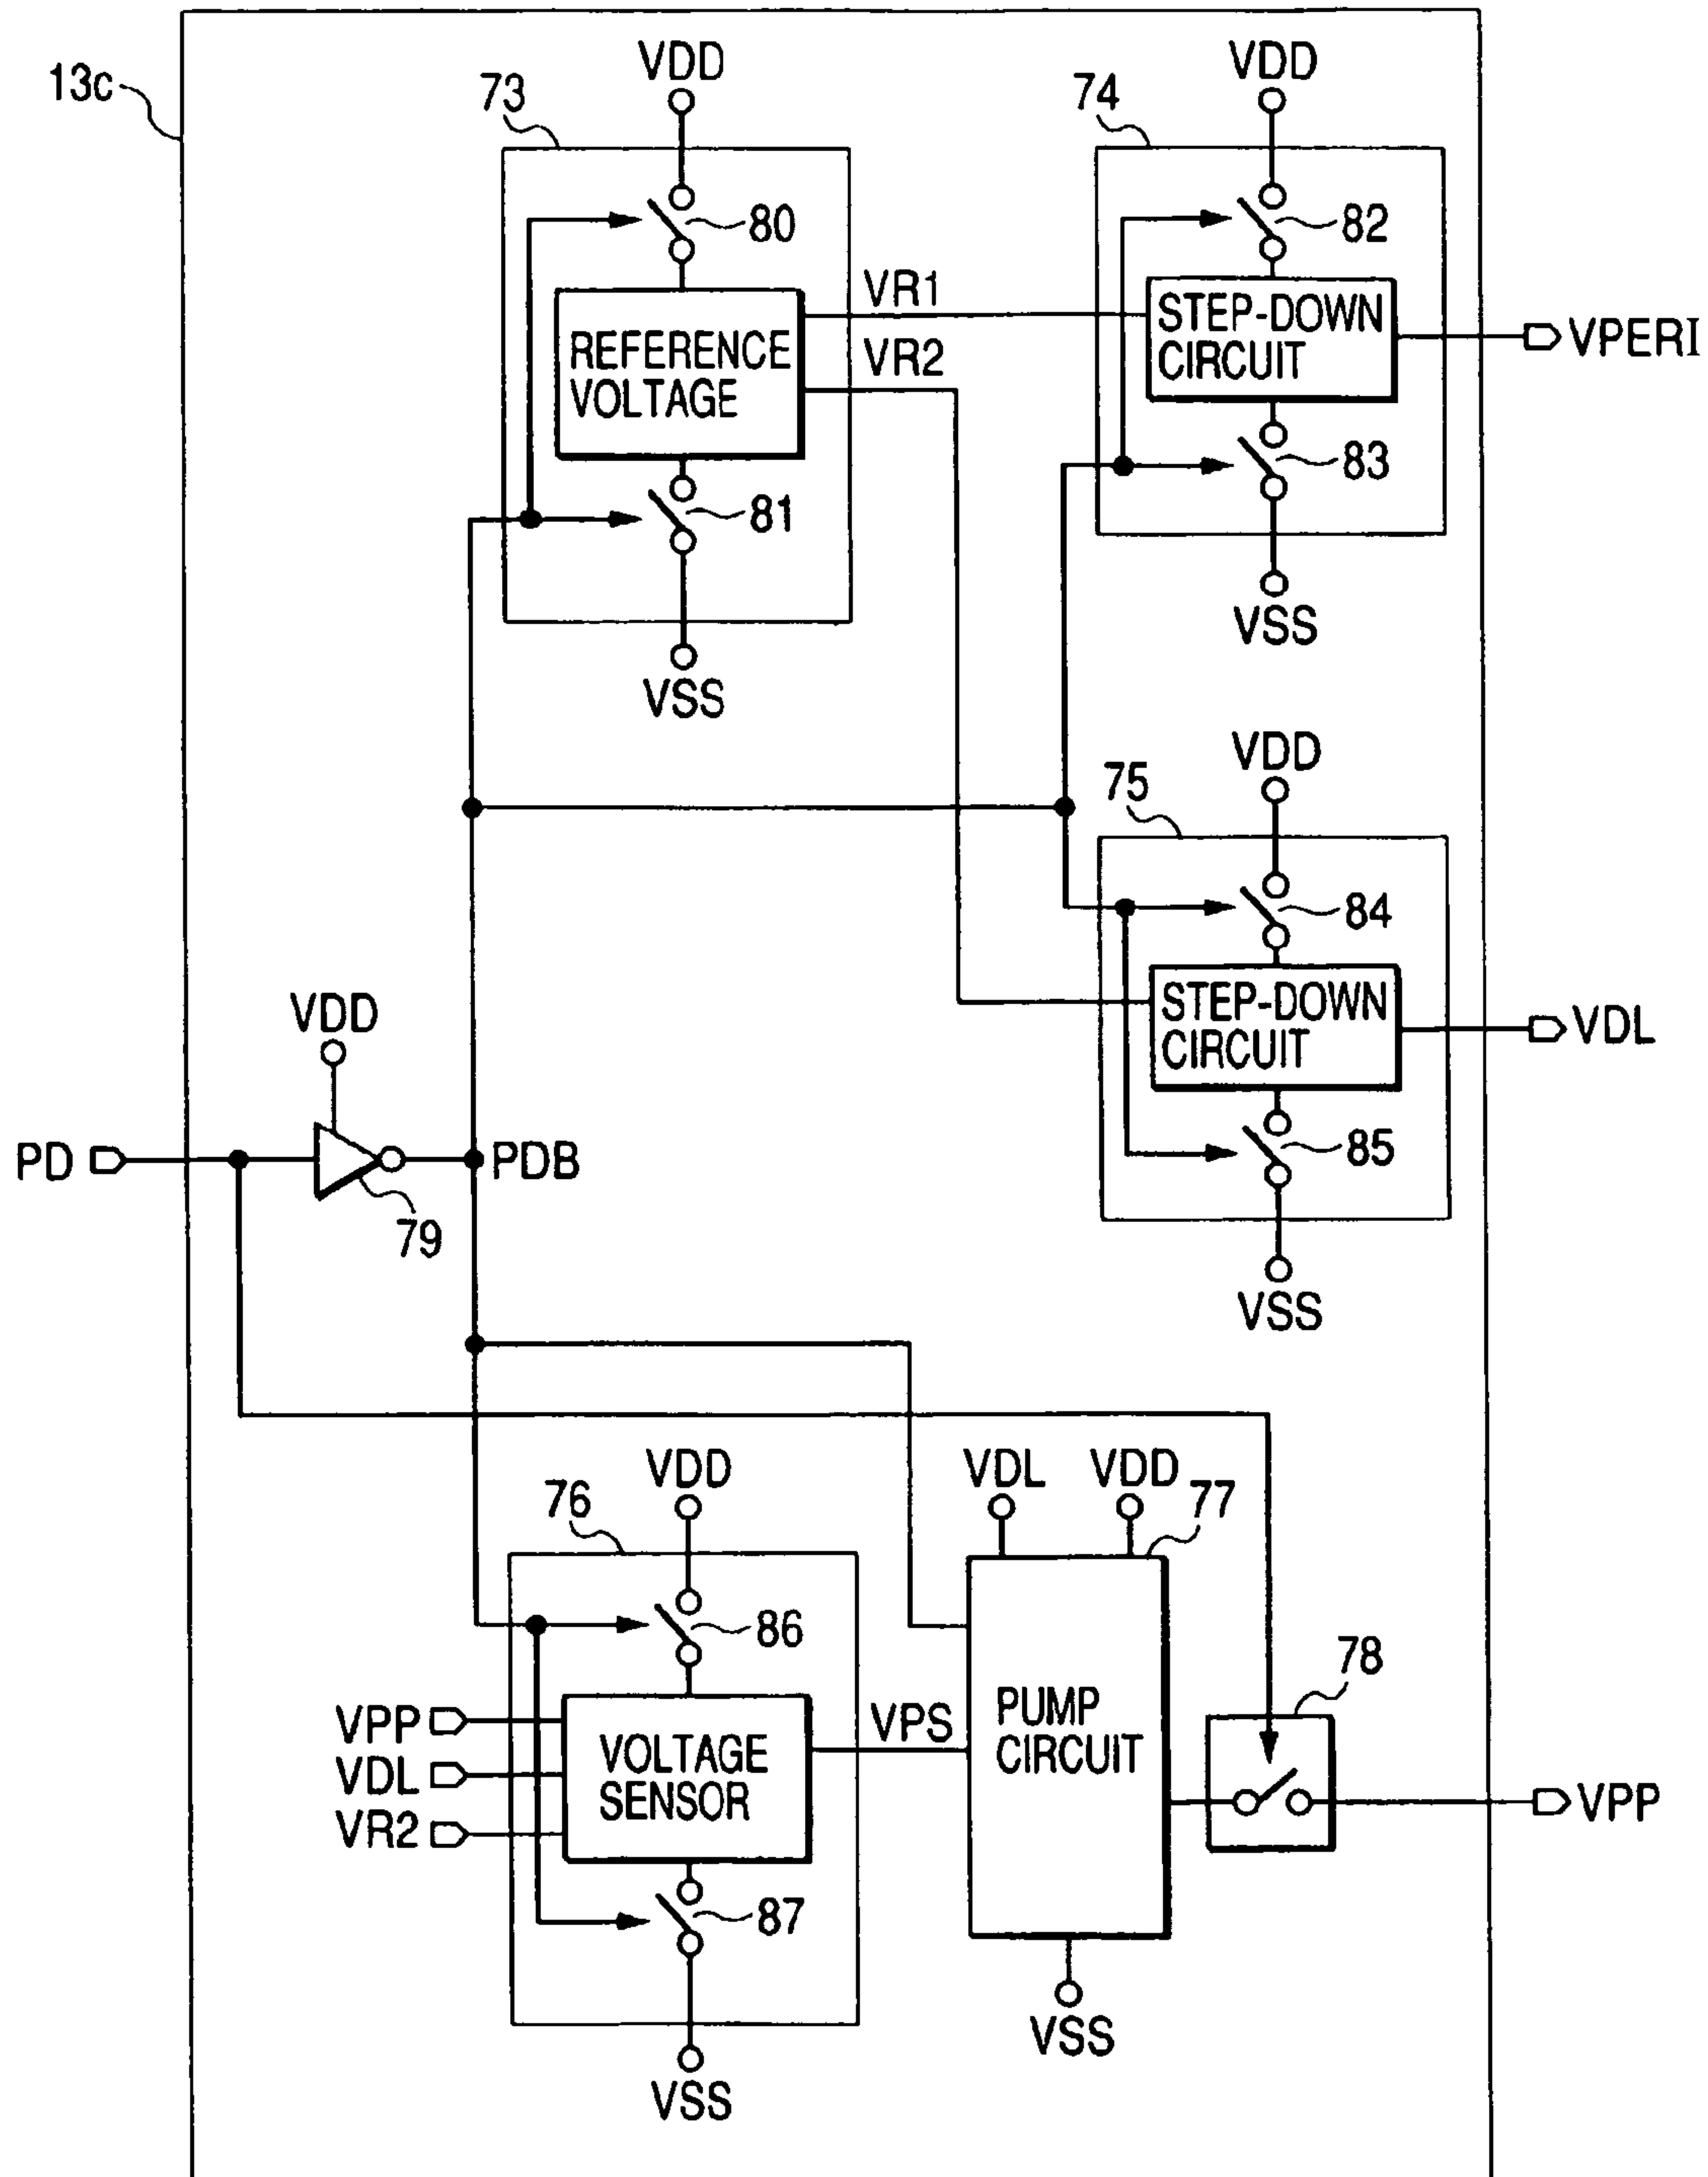 13c
VDD
73
80
REFERENCE
VOLTAGE
VR1
VR2
81
VSS
VDD
74
82
STEP-DOWN
CIRCUIT
VPERI
83
VSS
VDD
75
84
STEP-DOWN
CIRCUIT
VDL
85
VSS
VDD
PD
PDB
79
VDD
76
86
VPP
VDL
VR2
VOLTAGE
SENSOR
VPS
87
VSS
VDL
VDD
77
PUMP
CIRCUIT
78
VPP
VSS